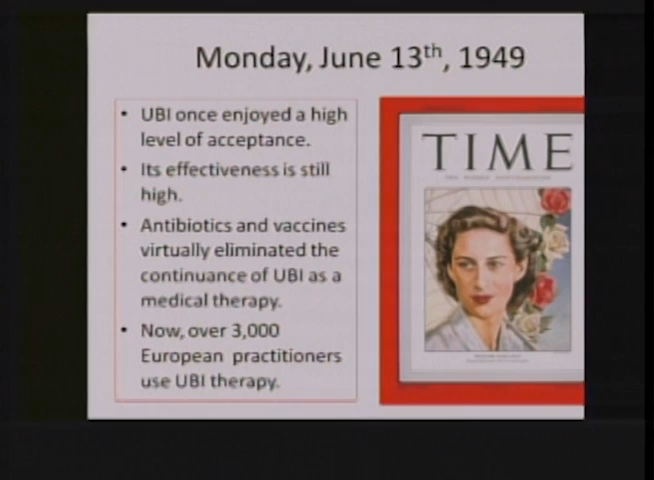 Monday, June 13th, 1949
• UBI once enjoyed a high
level of acceptance.
• Its effectiveness is still
high.
• Antibiotics and vaccines
virtually eliminated the
continuance of UBI as a
medical therapy.
• Now, over 3,000
European practitioners
use UBI therapy.
TIME